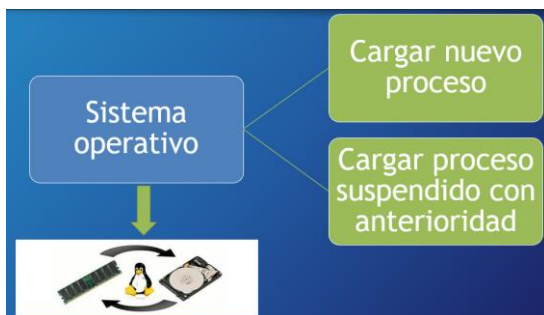 Sistema
operativo
Cargar nuevo
proceso
Cargar proceso
suspendido con
anterioridad